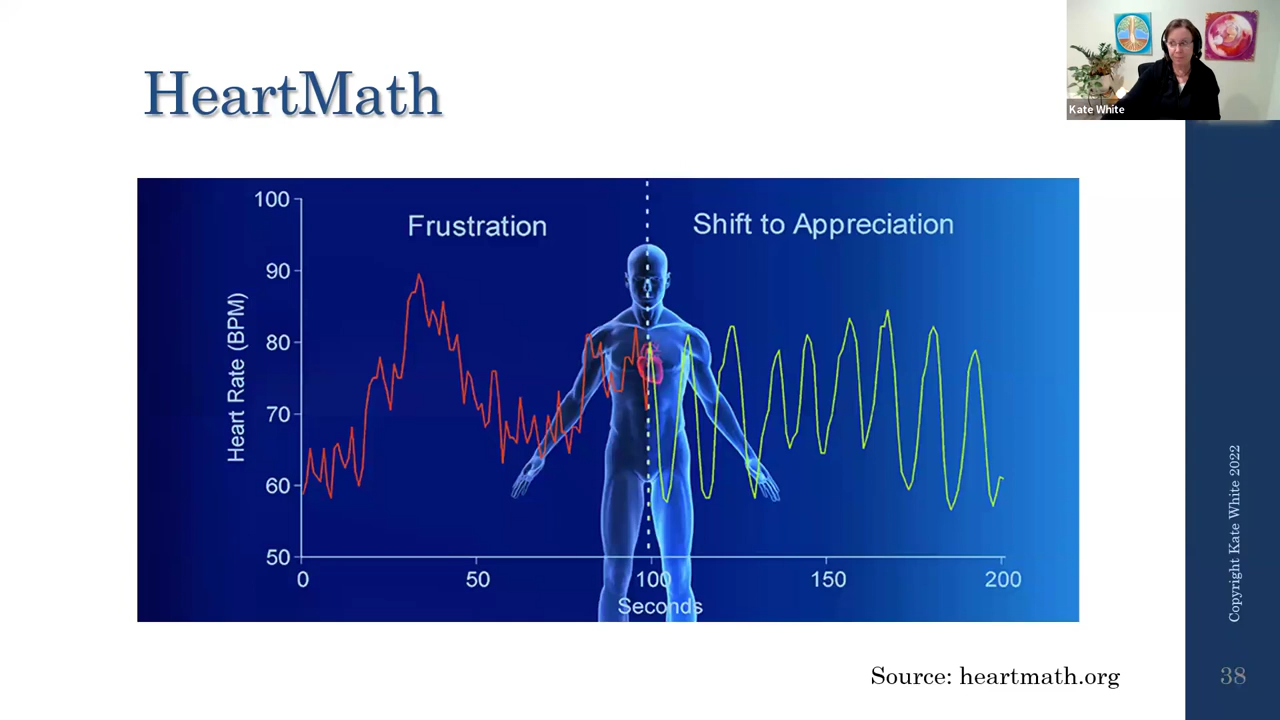 HeartMath
Kate White
100
90
80
70
60
50
Heart Rate (BPM)
Frustration
Shift to Appreciation
0
50
100
150
200
Seconds
Source: heartmath.org
Copyright Kate White 2022
38